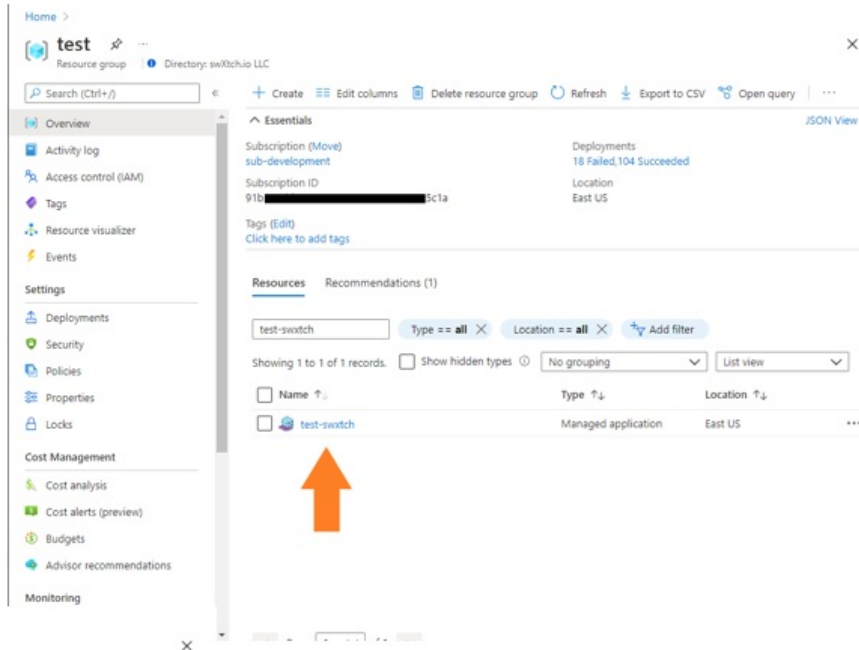 Home >
test
Resource group Directory: swXtch.io LLC
Search (Ctrl+/)
Overview
Activity log
Access control (IAM)
Tags
Resource visualizer
Events
Settings
Deployments
Security
Policies
Properties
Locks
Cost Management
Cost analysis
Cost alerts (preview)
Budgets
Advisor recommendations
Monitoring
Create Edit columns Delete resource group Refresh Export to CSV Open query
Essentials
JSON View
Subscription (Move)
sub-development
Subscription ID
91b 5c1a
Deployments
18 Failed,104 Succeeded
Location
East US
Tags (Edit)
Click here to add tags
Resources Recommendations (1)
test-swxtch Type == all Location == all Add filter
Showing 1 to 1 of 1 records. Show hidden types No grouping List view
Name Type Location
test-swxtch Managed application East US